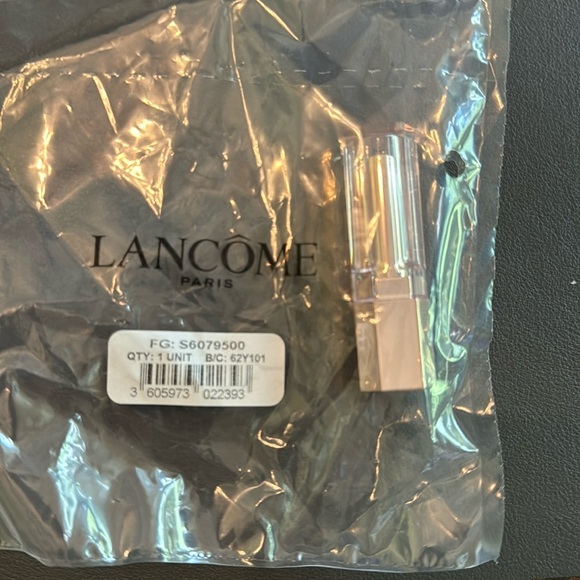 LANCÔME
PARIS
FG: S6079500
QTY: 1 UNIT B/C: 62Y101
3 605973 022393